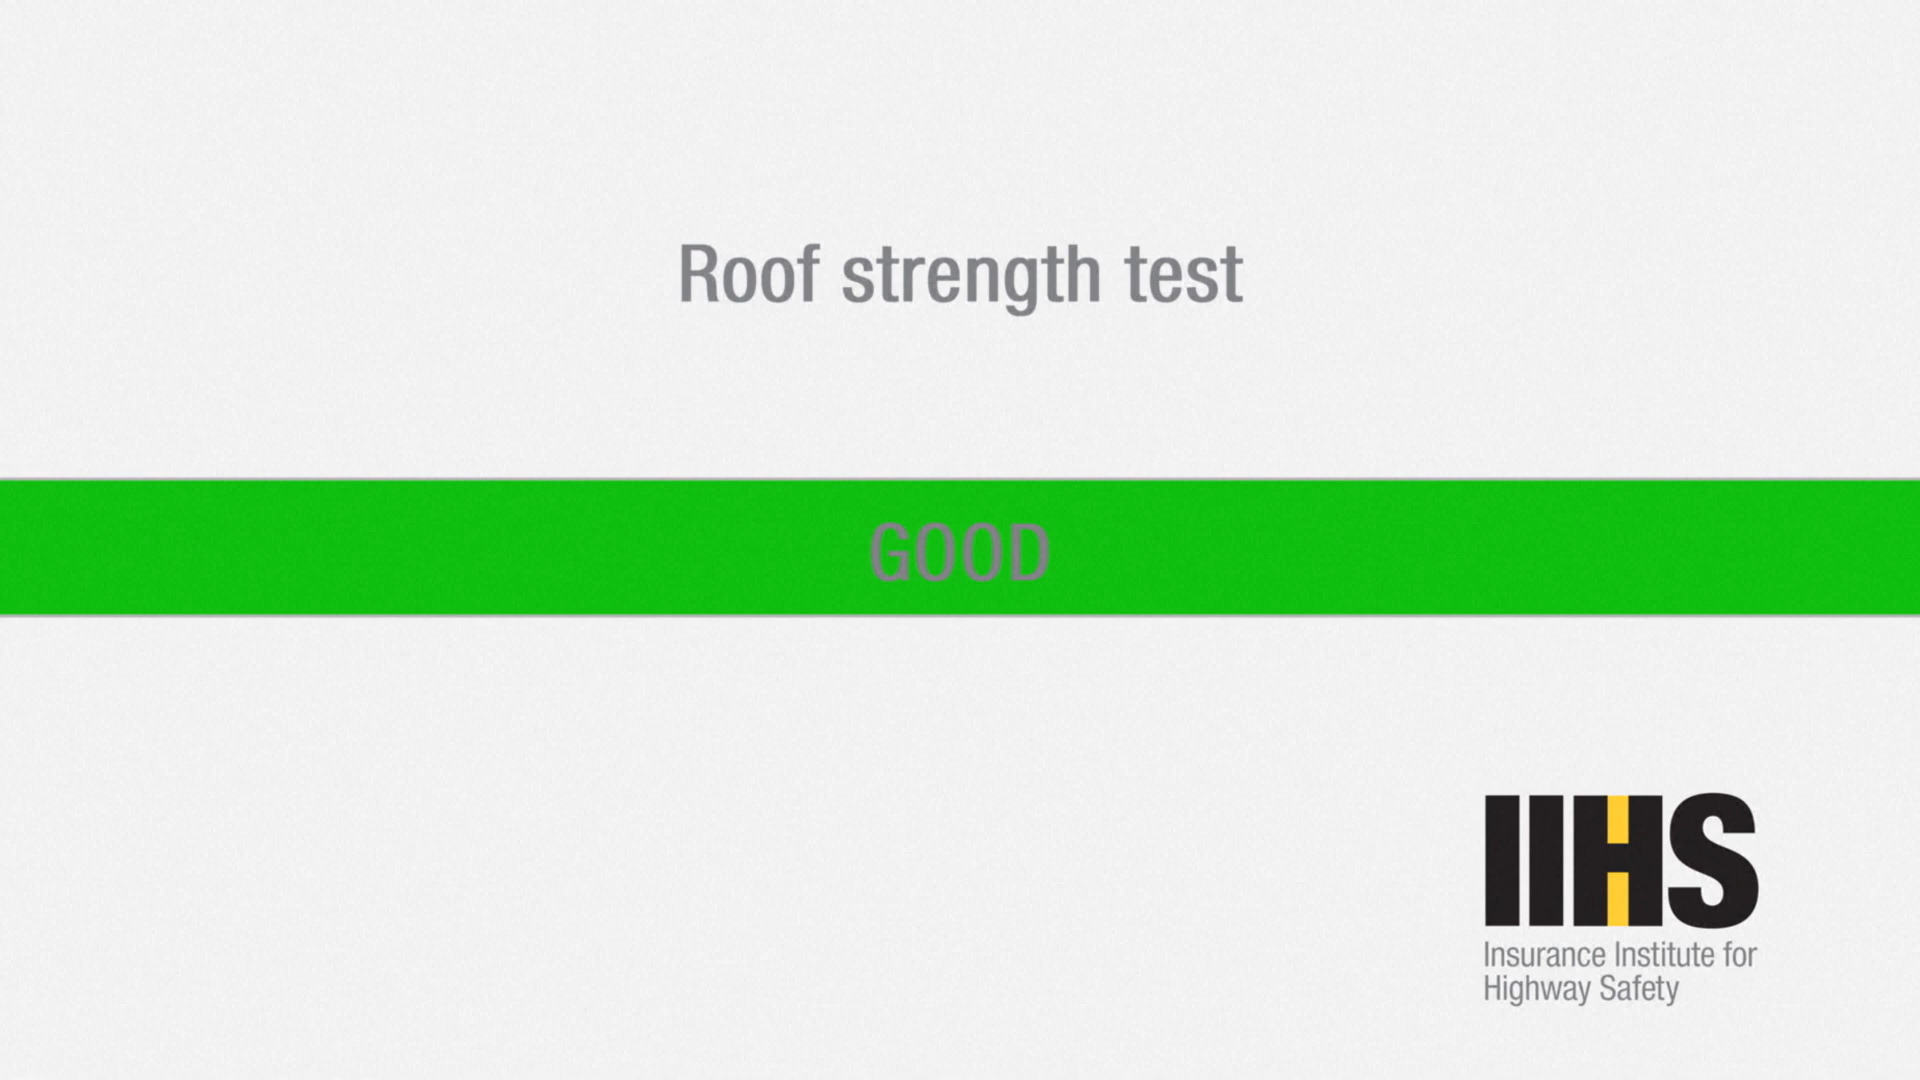 Roof strength test
GOOD
IIHS
Insurance Institute for
Highway Safety